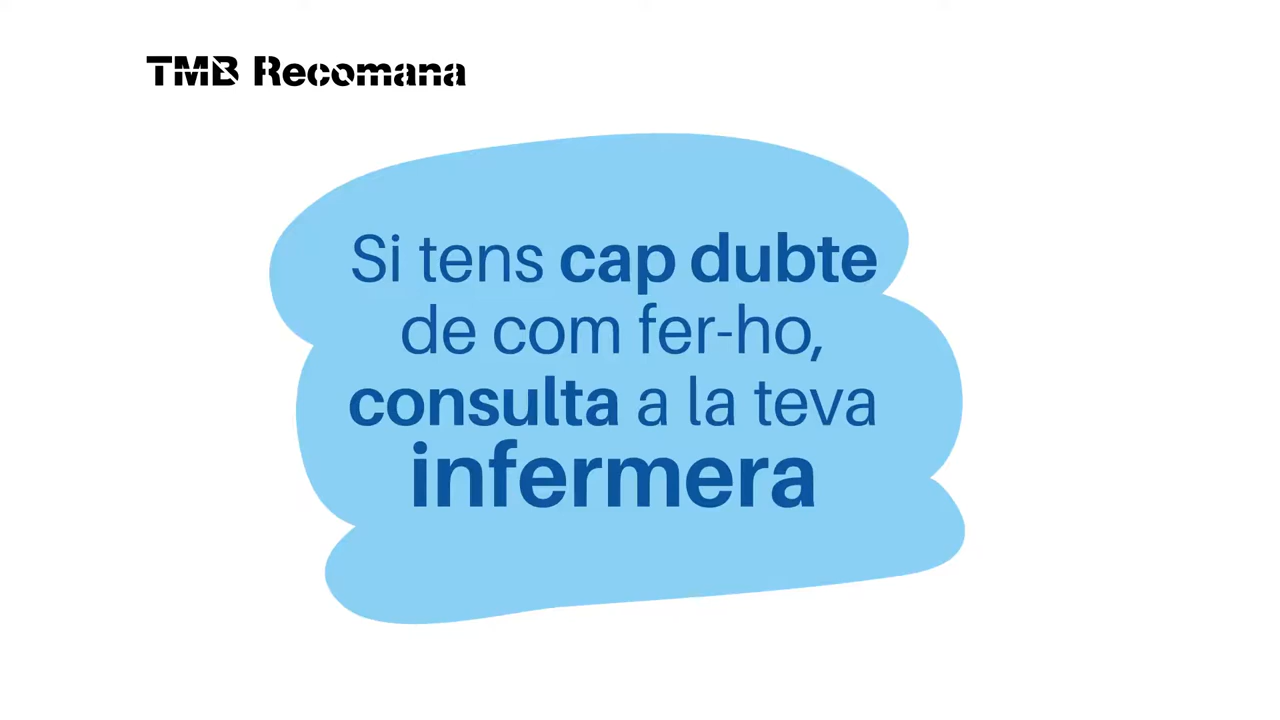 TMB Recomana
Si tens cap dubte
de com fer-ho,
consulta a la teva
infermera